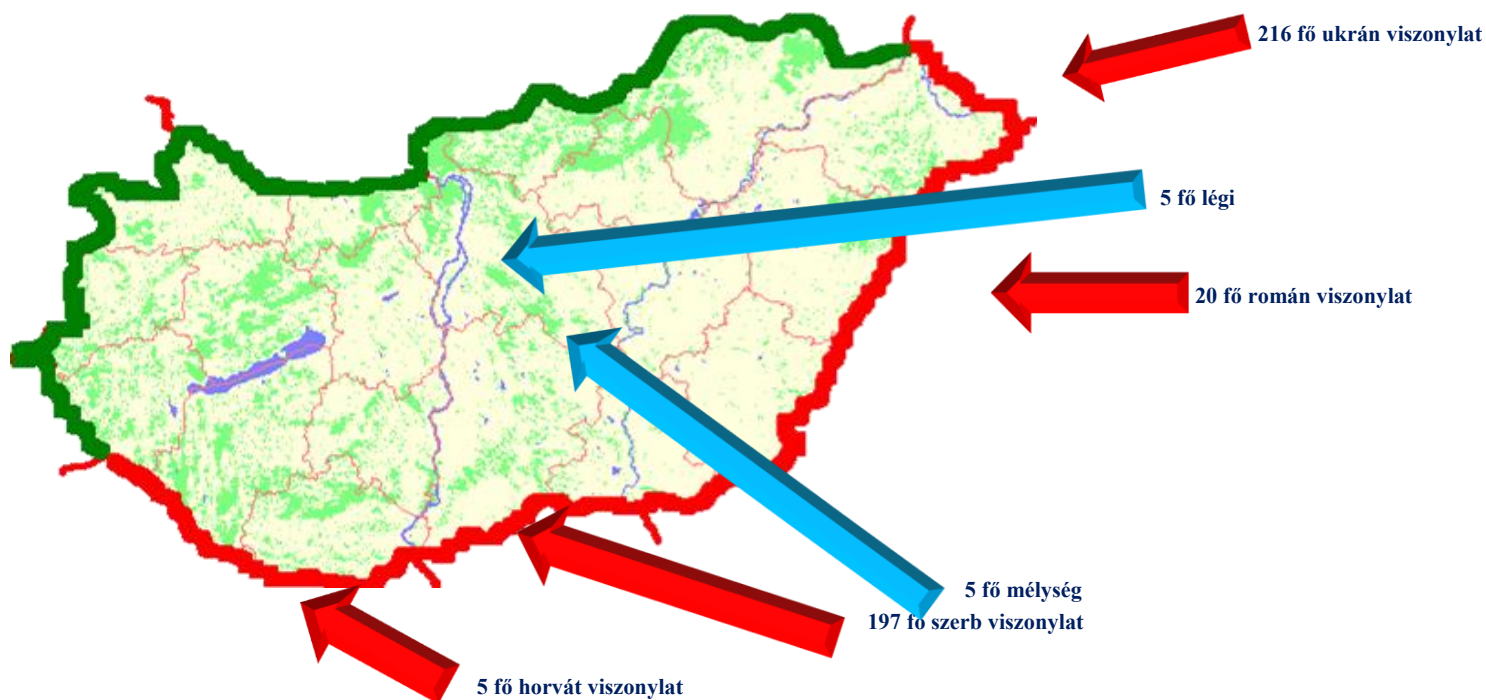 216 fő ukrán viszonylat
5 fő légi
20 fő román viszonylat
5 fő mélység
197 fő szerb viszonylat
5 fő horvát viszonylat